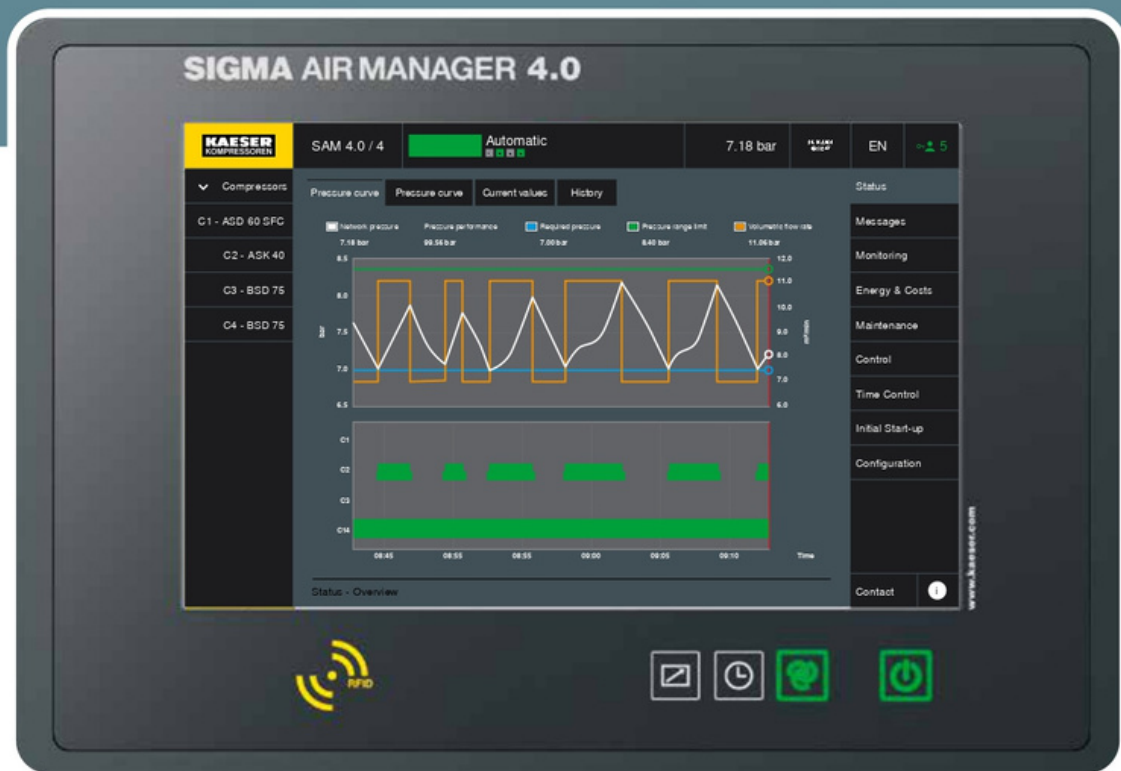 SIGMA AIR MANAGER 4.0
KAESER
KOMPRESSOREN
SAM 4.0 / 4
Automatic
7.18 bar
EN
5
Compressors
C1 - ASD 60 SFC
C2 - ASK 40
C3 - BSD 75
C4 - BSD 75
Pressure curve Pressure curve Current values History
Network pressure Pressure performance Required pressure Pressure range limit Volumetric flow rate
7.18 bar 99.56 bar 7.00 bar 8.40 bar 11.06 bar
8.5
8.0
7.5
7.0
6.5
bar
12.0
11.0
10.0
9.0
8.0
7.0
6.0
m³/min
C1
C2
C3
C14
08:45 08:55 08:55 09:00 09:05 09:10 Time
Status - Overview
Status
Messages
Monitoring
Energy & Costs
Maintenance
Control
Time Control
Initial Start-up
Configuration
Contact
i
www.kaeser.com
RFID